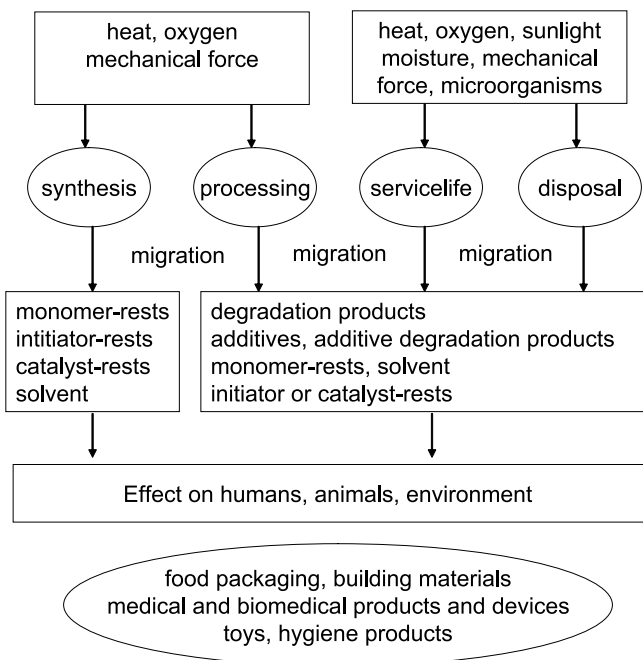 heat, oxygen
mechanical force
heat, oxygen, sunlight
moisture, mechanical
force, microorganisms
synthesis
processing
servicelife
disposal
migration
migration
migration
monomer-rests
intitiator-rests
catalyst-rests
solvent
degradation products
additives, additive degradation products
monomer-rests, solvent
initiator or catalyst-rests
Effect on humans, animals, environment
food packaging, building materials
medical and biomedical products and devices
toys, hygiene products